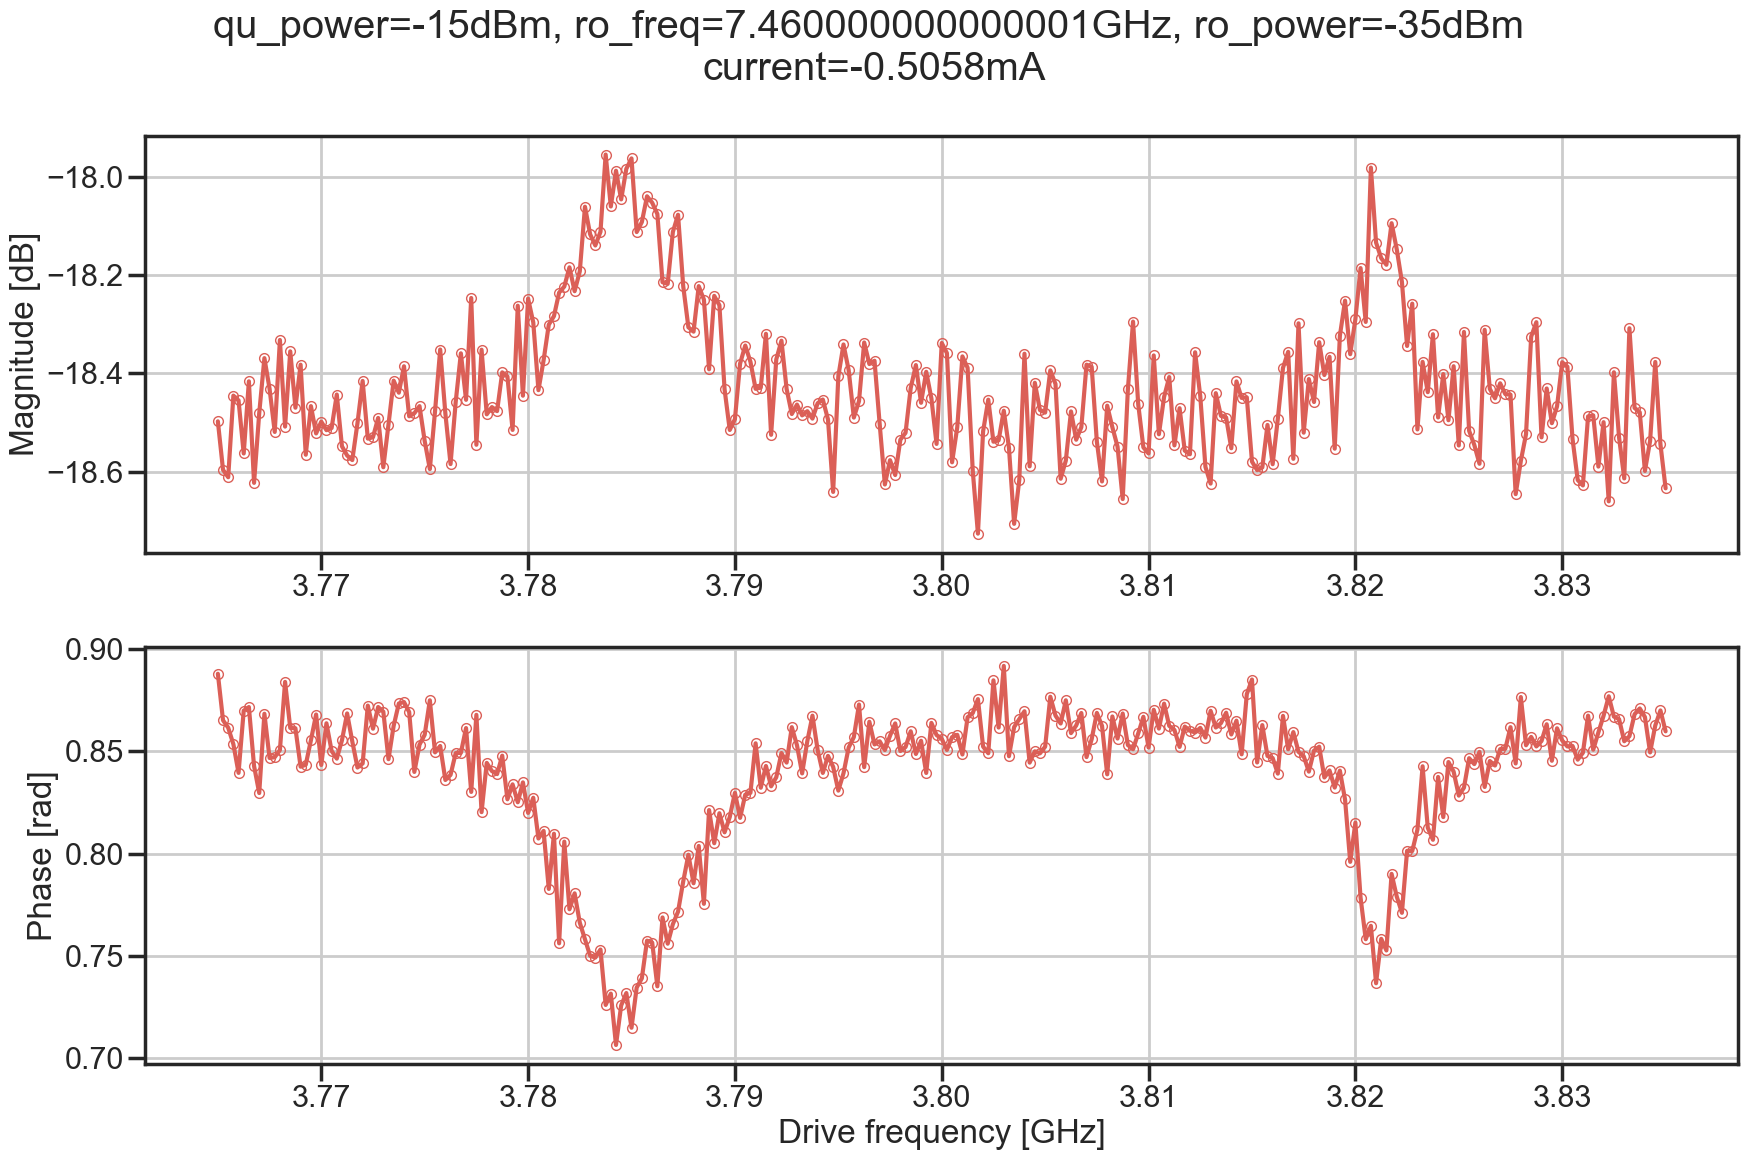 qu_power=-15dBm, ro_freq=7.460000000000001GHz, ro_power=-35dBm
current=-0.5058mA
Magnitude [dB]
−18.0
−18.2
−18.4
−18.6
3.77 3.78 3.79 3.80 3.81 3.82 3.83
Phase [rad]
0.90
0.85
0.80
0.75
0.70
3.77 3.78 3.79 3.80 3.81 3.82 3.83
Drive frequency [GHz]